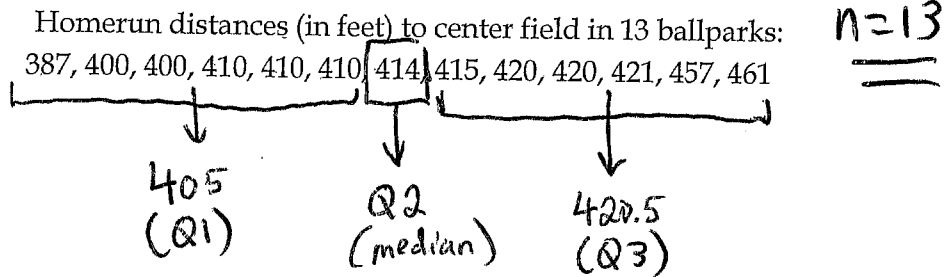 Homerun distances (in feet) to center field in 13 ballparks:
n=13
387, 400, 400, 410, 410, 410, 414, 415, 420, 420, 421, 457, 461
405
(Q1)
Q2
(median)
420.5
(Q3)